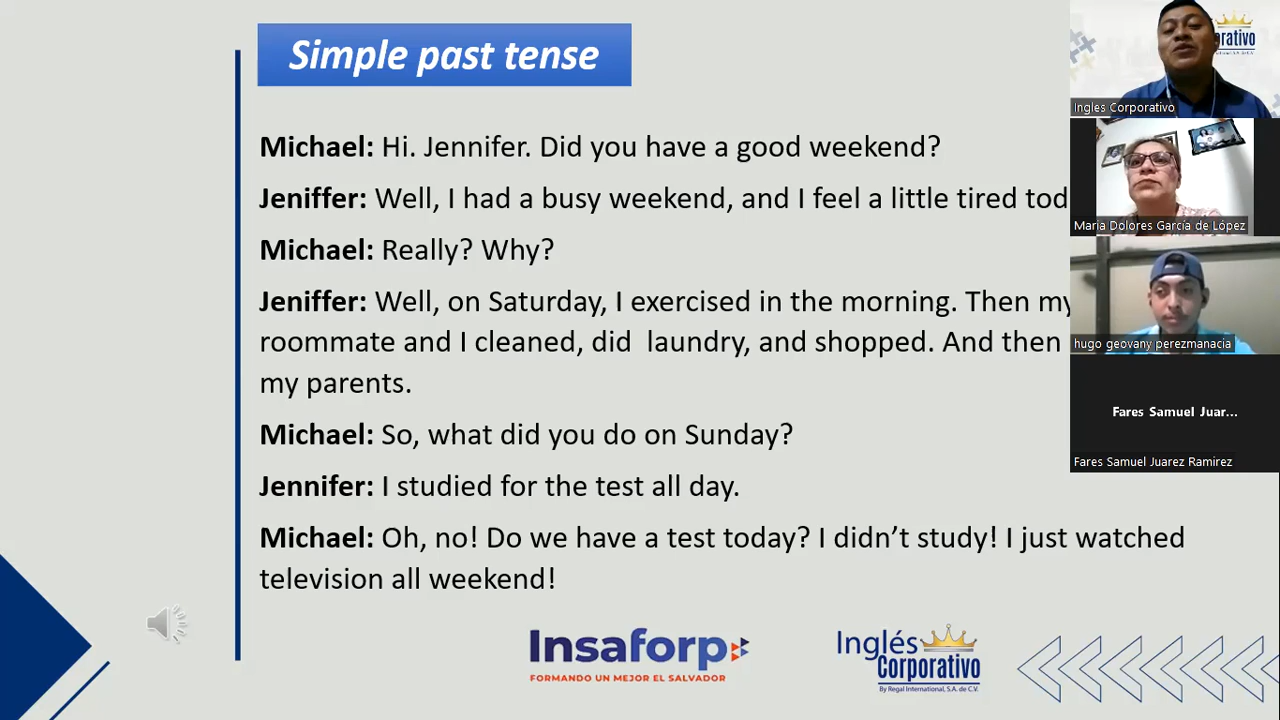 Simple past tense
Michael: Hi. Jennifer. Did you have a good weekend?
Jeniffer: Well, I had a busy weekend, and I feel a little tired
Michael: Really? Why?
Jeniffer: Well, on Saturday, I exercised in the morning. Then my
roommate and I cleaned, did laundry, and shopped. And then
my parents.
Michael: So, what did you do on Sunday?
Jennifer: I studied for the test all day.
Michael: Oh, no! Do we have a test today? I didn’t study! I just watched
television all weekend!
Insaforp
FORMANDO UN MEJOR EL SALVADOR
Inglés
Corporativo
By Regal International, S.A. de C.V.
Ingles Corporativo
Maria Dolores García de López
hugo geovany perezmanacia
Fares Samuel Juar...
Fares Samuel Juarez Ramirez